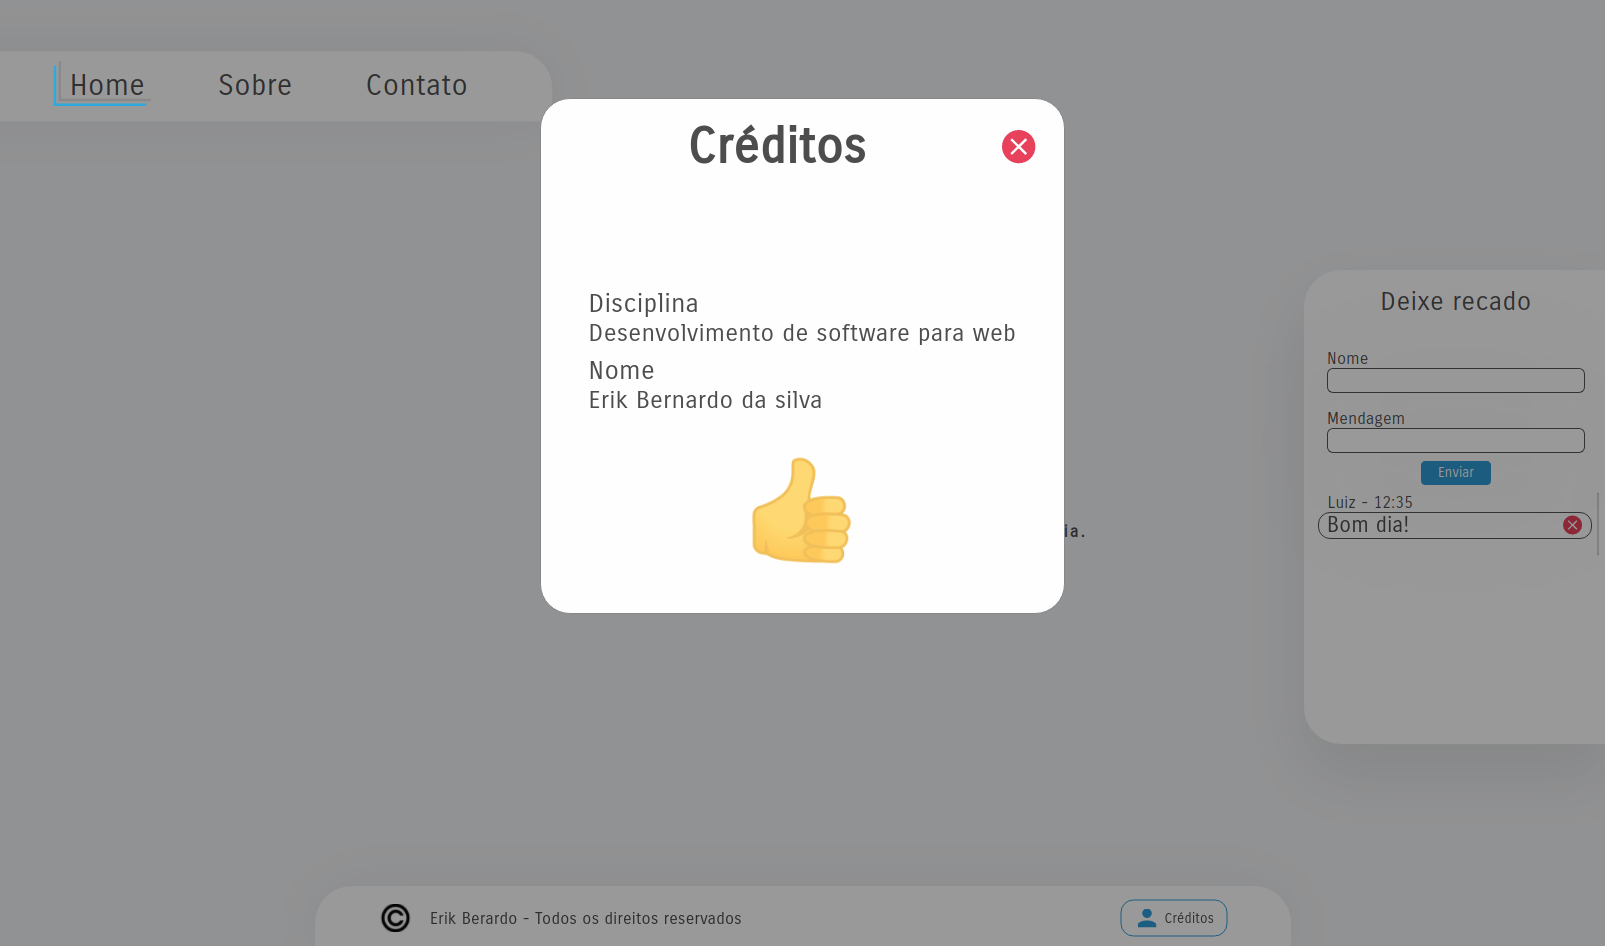 Home Sobre Contato
Créditos
Disciplina
Desenvolvimento de software para web
Nome
Erik Bernardo da silva
ia.
Deixe recado
Nome
Mendagem
Enviar
Luiz - 12:35
Bom dia!
© Erik Berardo - Todos os direitos reservados
Créditos